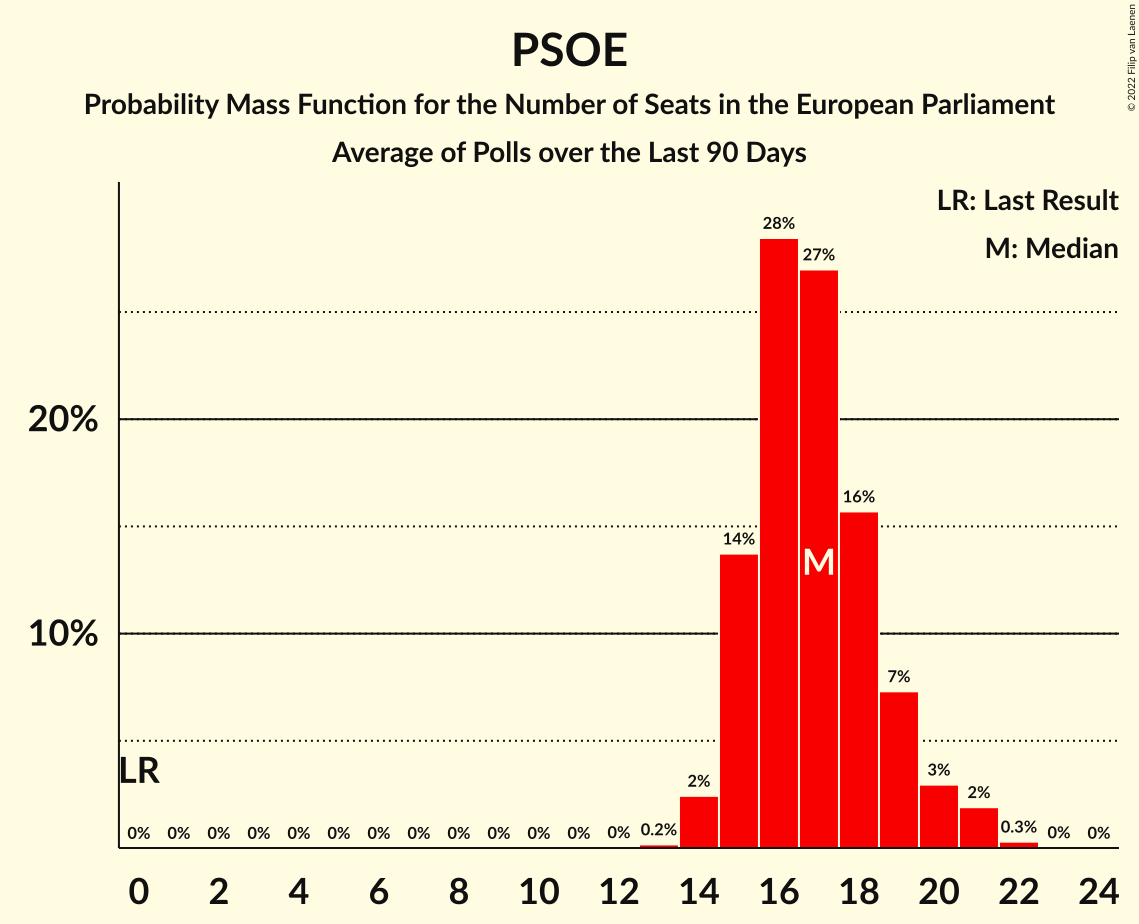 PSOE
Probability Mass Function for the Number of Seats in the European Parliament
Average of Polls over the Last 90 Days
© 2022 Filip van Laenen
LR: Last Result
M: Median
28%
27%
20%
16%
14%
M
10%
7%
LR
3%
2%
2%
0% 0% 0% 0% 0% 0% 0% 0% 0% 0% 0% 0% 0% 0.2% 0.3% 0% 0%
0 2 4 6 8 10 12 14 16 18 20 22 24